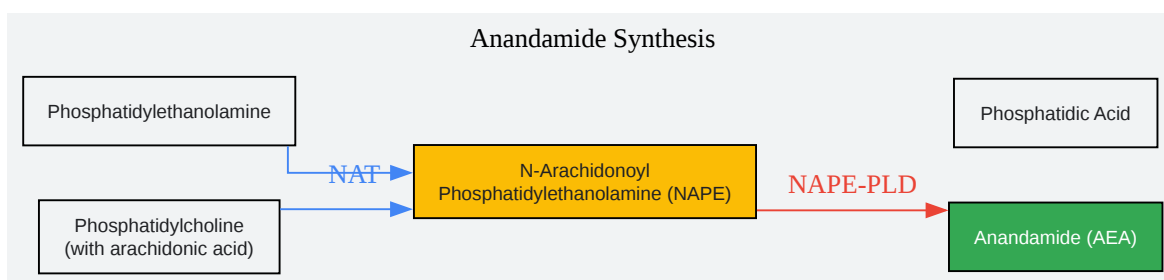 Anandamide Synthesis
Phosphatidylethanolamine
Phosphatidic Acid
NAT
N-Arachidonoyl
Phosphatidylethanolamine (NAPE)
NAPE-PLD
Phosphatidylcholine
(with arachidonic acid)
Anandamide (AEA)